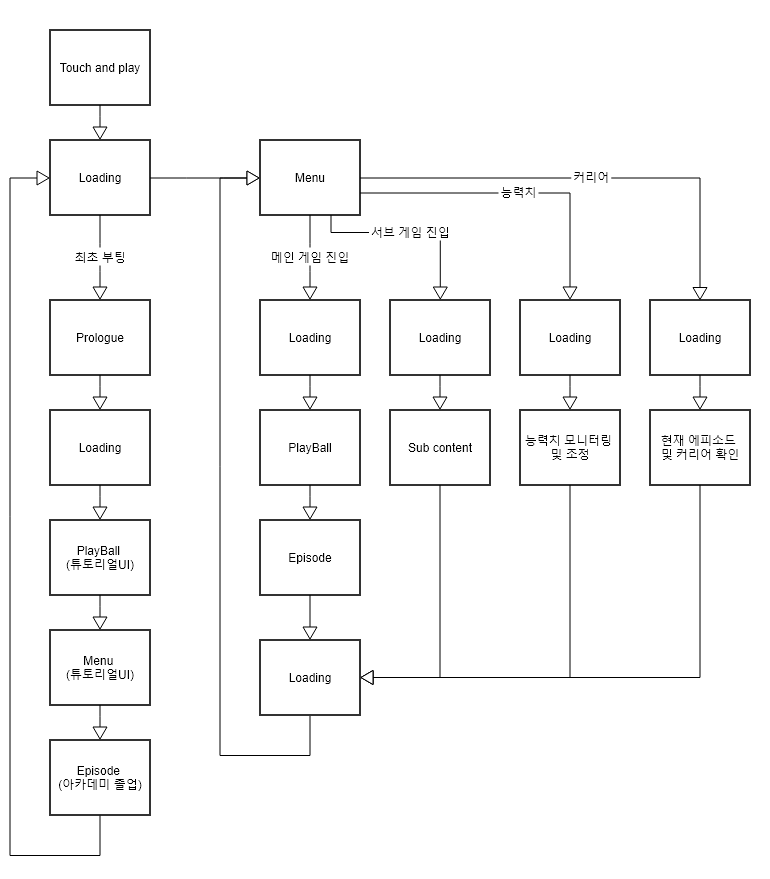 Touch and play
Loading
Menu
커리어
능력치
서브 게임 진입
최초 부팅
메인 게임 진입
Prologue
Loading
Loading
Loading
Loading
Loading
PlayBall
Sub content
능력치 모니터링
및 조정
현재 에피소드
및 커리어 확인
PlayBall
(튜토리얼UI)
Episode
Menu
(튜토리얼UI)
Loading
Episode
(아카데미 졸업)